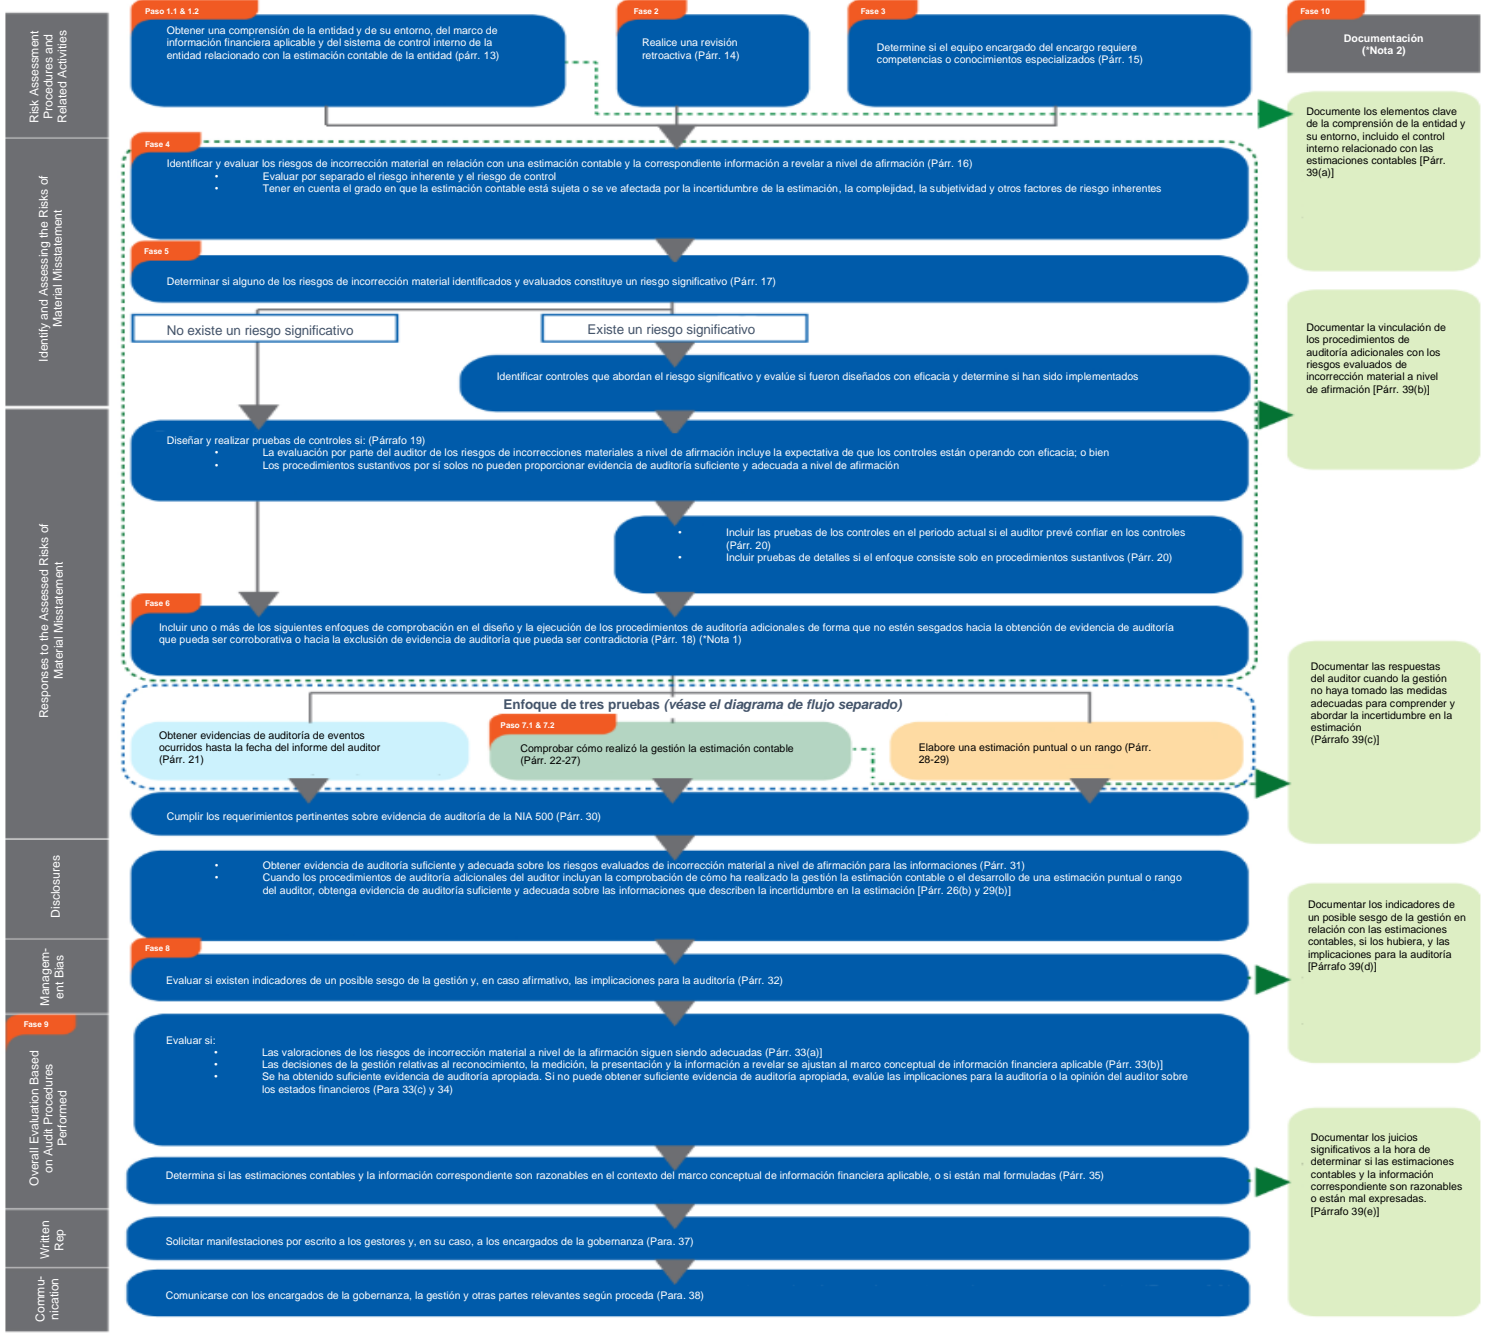 Risk Assessment
Procedures and
Related Activities
Paso 1.1 & 1.2
Obtener una comprensión de la entidad y de su entorno, del marco de
información financiera aplicable y del sistema de control interno de la
entidad relacionado con la estimación contable de la entidad (párr. 13)
Fase 2
Realice una revisión
retroactiva (Párr. 14)
Fase 3
Determine si el equipo encargado del encargo requiere
competencias o conocimientos especializados (Párr. 15)
Fase 10
Documentación
(*Nota 2)
Documente los elementos clave
de la comprensión de la entidad y
su entorno, incluido el control
interno relacionado con las
estimaciones contables [Párr.
39(a)]
Identify and Assessing the Risks of
Material Misstatement
Fase 4
Identificar y evaluar los riesgos de incorrección material en relación con una estimación contable y la correspondiente información a revelar a nivel de afirmación (Párr. 16)
• Evaluar por separado el riesgo inherente y el riesgo de control
• Tener en cuenta el grado en que la estimación contable está sujeta o se ve afectada por la incertidumbre de la estimación, la complejidad, la subjetividad y otros factores de riesgo inherentes
Fase 5
Determinar si alguno de los riesgos de incorrección material identificados y evaluados constituye un riesgo significativo (Párr. 17)
No existe un riesgo significativo
Existe un riesgo significativo
Identificar controles que abordan el riesgo significativo y evalúe si fueron diseñados con eficacia y determine si han sido implementados
Documentar la vinculación de
los procedimientos de
auditoría adicionales con los
riesgos evaluados de
incorrección material a nivel
de afirmación [Párr. 39(b)]
Responses to the Assessed Risks of
Material Misstatement
Diseñar y realizar pruebas de controles si: (Párrafo 19)
• La evaluación por parte del auditor de los riesgos de incorrecciones materiales a nivel de afirmación incluye la expectativa de que los controles están operando con eficacia; o bien
• Los procedimientos sustantivos por sí solos no pueden proporcionar evidencia de auditoría suficiente y adecuada a nivel de afirmación
• Incluir las pruebas de los controles en el periodo actual si el auditor prevé confiar en los controles
(Párr. 20)
• Incluir pruebas de detalles si el enfoque consiste solo en procedimientos sustantivos (Párr. 20)
Fase 6
Incluir uno o más de los siguientes enfoques de comprobación en el diseño y la ejecución de los procedimientos de auditoría adicionales de forma que no estén sesgados hacia la obtención de evidencia de auditoría
que pueda ser corroborativa o hacia la exclusión de evidencia de auditoría que pueda ser contradictoria (Párr. 18) (*Nota 1)
Enfoque de tres pruebas (véase el diagrama de flujo separado)
Obtener evidencias de auditoría de eventos
ocurridos hasta la fecha del informe del auditor
(Párr. 21)
Paso 7.1 & 7.2
Comprobar cómo realizó la gestión la estimación contable
(Párr. 22-27)
Elabore una estimación puntual o un rango (Párr.
28-29)
Documentar las respuestas
del auditor cuando la gestión
no haya tomado las medidas
adecuadas para comprender y
abordar la incertidumbre en la
estimación
(Párrafo 39(c)]
Cumplir los requerimientos pertinentes sobre evidencia de auditoría de la NIA 500 (Párr. 30)
Disclosures
• Obtener evidencia de auditoría suficiente y adecuada sobre los riesgos evaluados de incorrección material a nivel de afirmación para las informaciones (Párr. 31)
• Cuando los procedimientos de auditoría adicionales del auditor incluyan la comprobación de cómo ha realizado la gestión la estimación contable o el desarrollo de una estimación puntual o rango
del auditor, obtenga evidencia de auditoría suficiente y adecuada sobre las informaciones que describen la incertidumbre en la estimación [Párr. 26(b) y 29(b)]
Managem-
ent Bias
Fase 8
Evaluar si existen indicadores de un posible sesgo de la gestión y, en caso afirmativo, las implicaciones para la auditoría (Párr. 32)
Documentar los indicadores de
un posible sesgo de la gestión en
relación con las estimaciones
contables, si los hubiera, y las
implicaciones para la auditoría
[Párrafo 39(d)]
Fase 9
Overall Evaluation Based
on Audit Procedures
Performed
Evaluar si:
• Las valoraciones de los riesgos de incorrección material a nivel de la afirmación siguen siendo adecuadas (Párr. 33(a)]
• Las decisiones de la gestión relativas al reconocimiento, la medición, la presentación y la información a revelar se ajustan al marco conceptual de información financiera aplicable (Párr. 33(b)]
• Se ha obtenido suficiente evidencia de auditoría apropiada. Si no puede obtener suficiente evidencia de auditoría apropiada, evalúe las implicaciones para la auditoría o la opinión del auditor sobre
los estados financieros (Para 33(c) y 34)
Determina si las estimaciones contables y la información correspondiente son razonables en el contexto del marco conceptual de información financiera aplicable, o si están mal formuladas (Párr. 35)
Documentar los juicios
significativos a la hora de
determinar si las estimaciones
contables y la información
correspondiente son razonables
o están mal expresadas.
[Párrafo 39(e)]
Written
Rep
Solicitar manifestaciones por escrito a los gestores y, en su caso, a los encargados de la gobernanza (Para. 37)
Commu-
nication
Comunicarse con los encargados de la gobernanza, la gestión y otras partes relevantes según proceda (Para. 38)